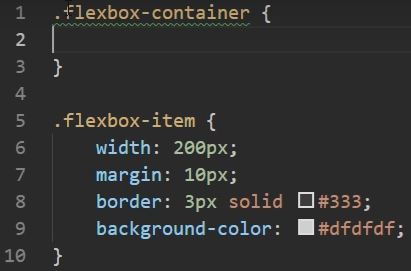 1 .flexbox-container {
2
3 }
4
5 .flexbox-item {
6     width: 200px;
7     margin: 10px;
8     border: 3px solid #333;
9     background-color: #dfdfdf;
10 }